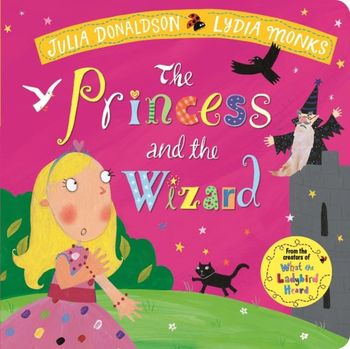 JULIA DONALDSON LYDIA MONKS
The
Princess
and the
Wizard
From the
creators of
What the
Ladybird
Heard